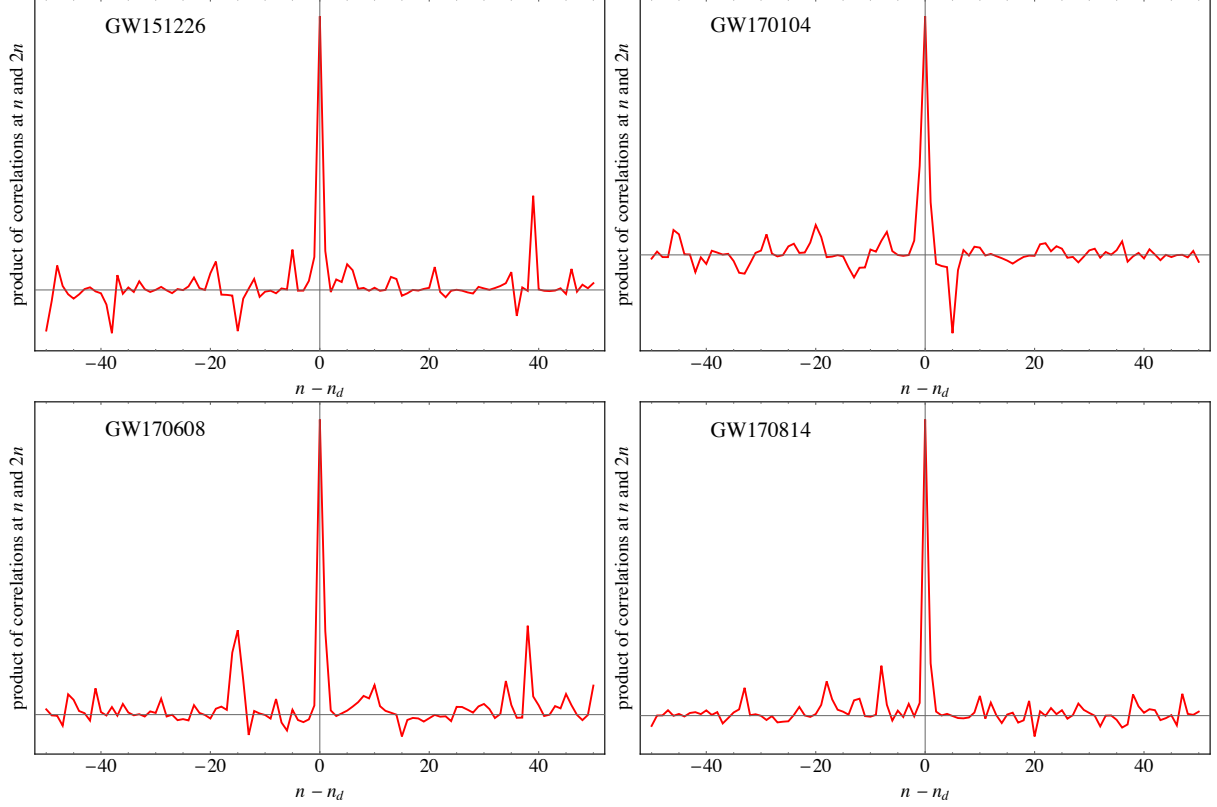 GW151226
product of correlations at n and 2n
−40 −20 0 20 40
n − n_d
GW170104
product of correlations at n and 2n
−40 −20 0 20 40
n − n_d
GW170608
product of correlations at n and 2n
−40 −20 0 20 40
n − n_d
GW170814
product of correlations at n and 2n
−40 −20 0 20 40
n − n_d